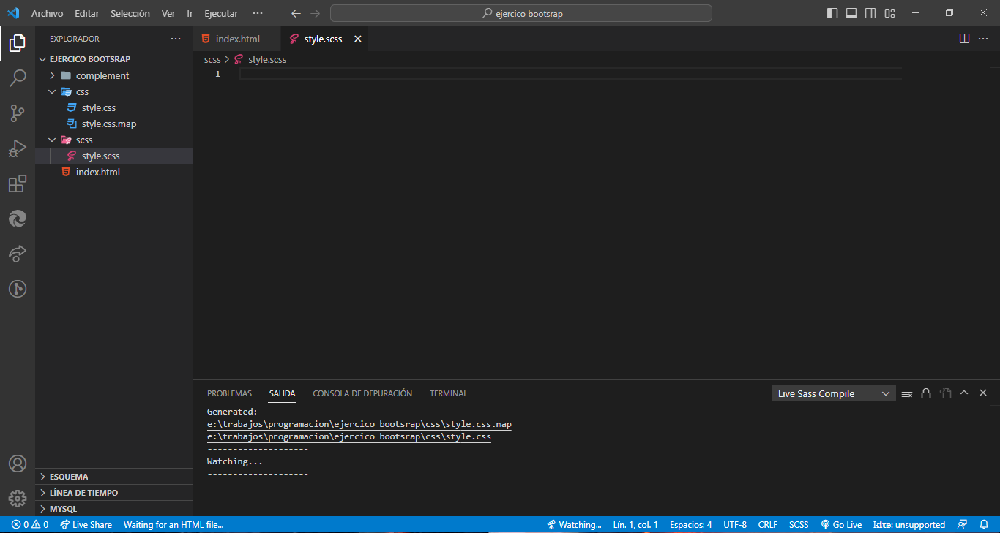 Archivo Editar Selección Ver Ir Ejecutar ··· ejercico bootsrap
EXPLORADOR ···
index.html style.scss
EJERCICO BOOTSRAP
scss > style.scss
complement
1
css
style.css
style.css.map
scss
style.scss
index.html
PROBLEMAS SALIDA CONSOLA DE DEPURACIÓN TERMINAL Live Sass Compile
Generated:
e:\trabajos\programacion\ejercico bootsrap\css\style.css.map
e:\trabajos\programacion\ejercico bootsrap\css\style.css
--------------------
Watching...
--------------------
ESQUEMA
LÍNEA DE TIEMPO
MYSQL
0 0 Live Share Waiting for an HTML file... Watching... Lín. 1, col. 1 Espacios: 4 UTF-8 CRLF SCSS Go Live kite: unsupported